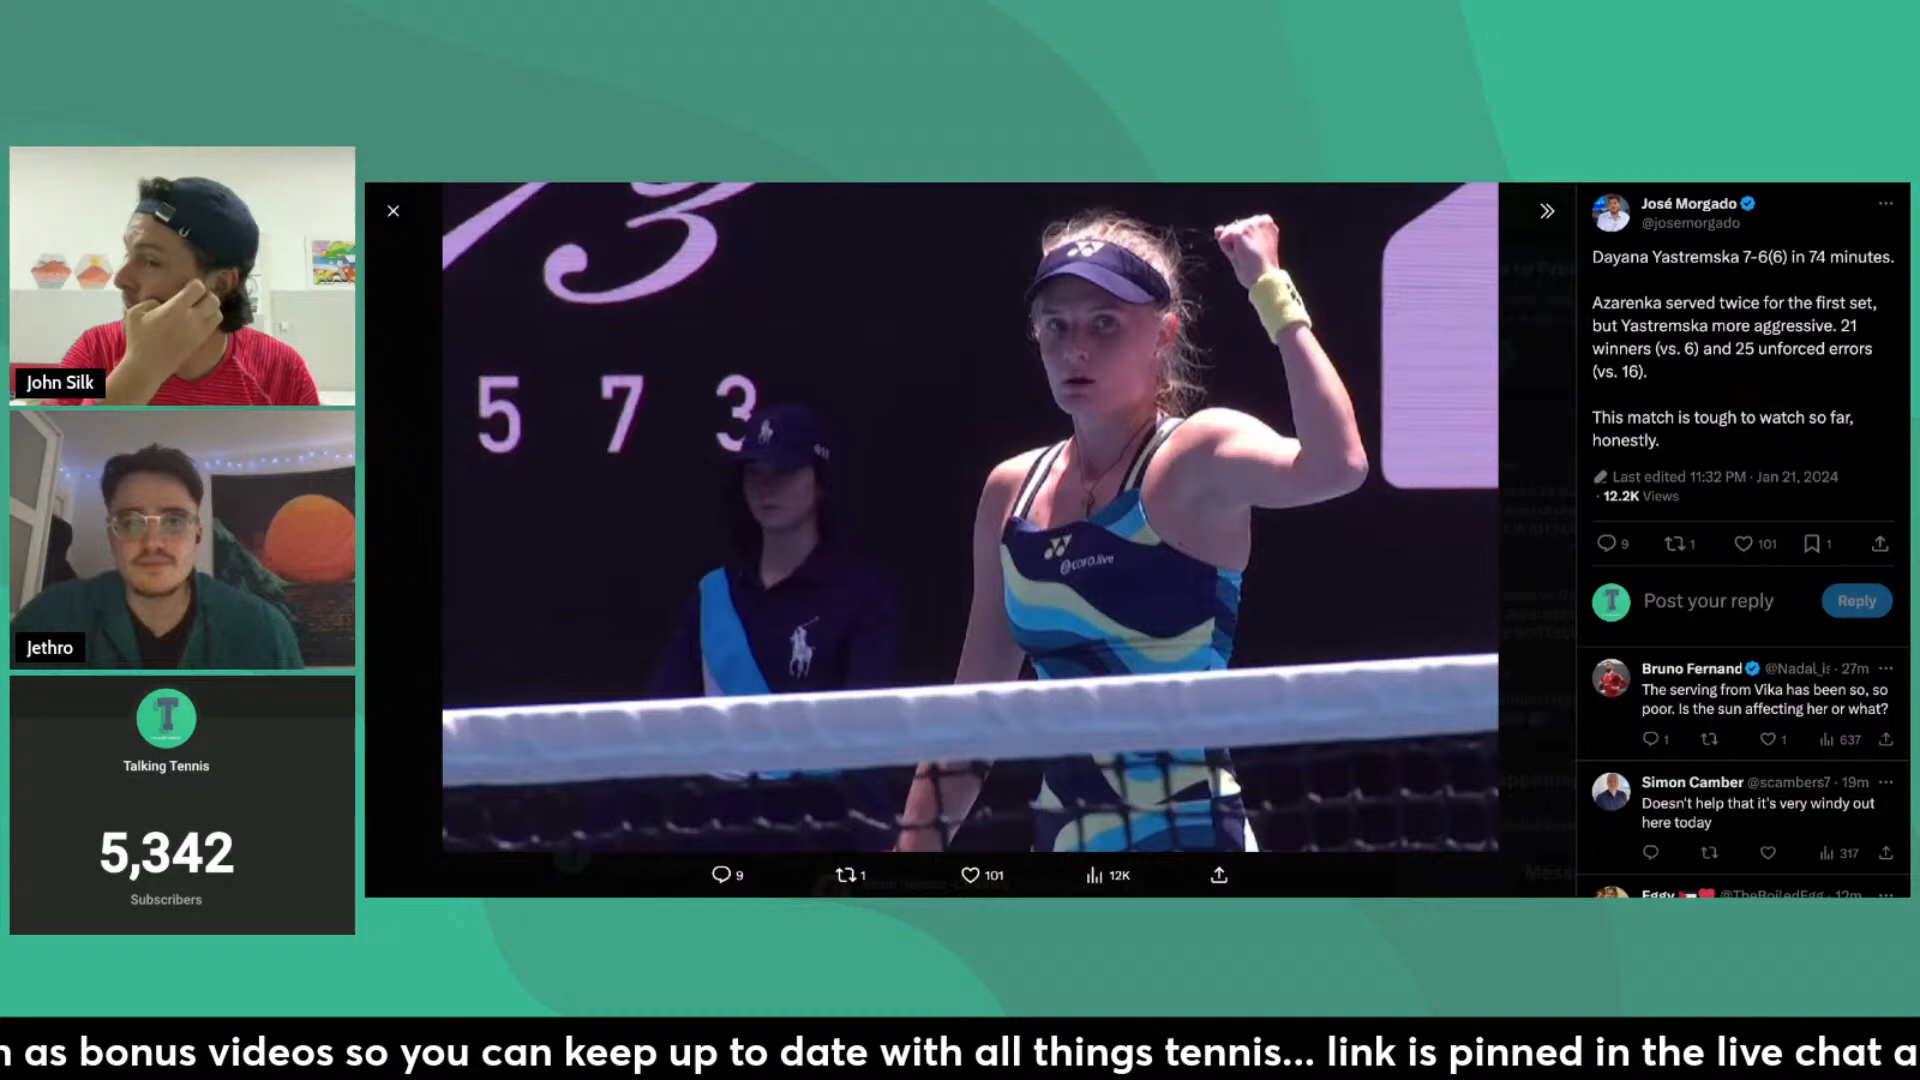 John Silk
Jethro
Talking Tennis
5,342
Subscribers
3
5 7 3
@coro.live
9
1
101
12K
José Morgado
@josemorgado
Dayana Yastremska 7-6(6) in 74 minutes.
Azarenka served twice for the first set,
but Yastremska more aggressive. 21
winners (vs. 6) and 25 unforced errors
(vs. 16).
This match is tough to watch so far,
honestly.
Last edited 11:32 PM · Jan 21, 2024
· 12.2K Views
9 1 101 1
Post your reply
Reply
Bruno Fernand @Nadal_is · 27m
The serving from Vika has been so, so
poor. Is the sun affecting her or what?
1 1 637
Simon Camber @scambers7 · 19m
Doesn't help that it's very windy out
here today
317
Eggy @TheBoiledEgg · 12m
as bonus videos so you can keep up to date with all things tennis... link is pinned in the live chat a